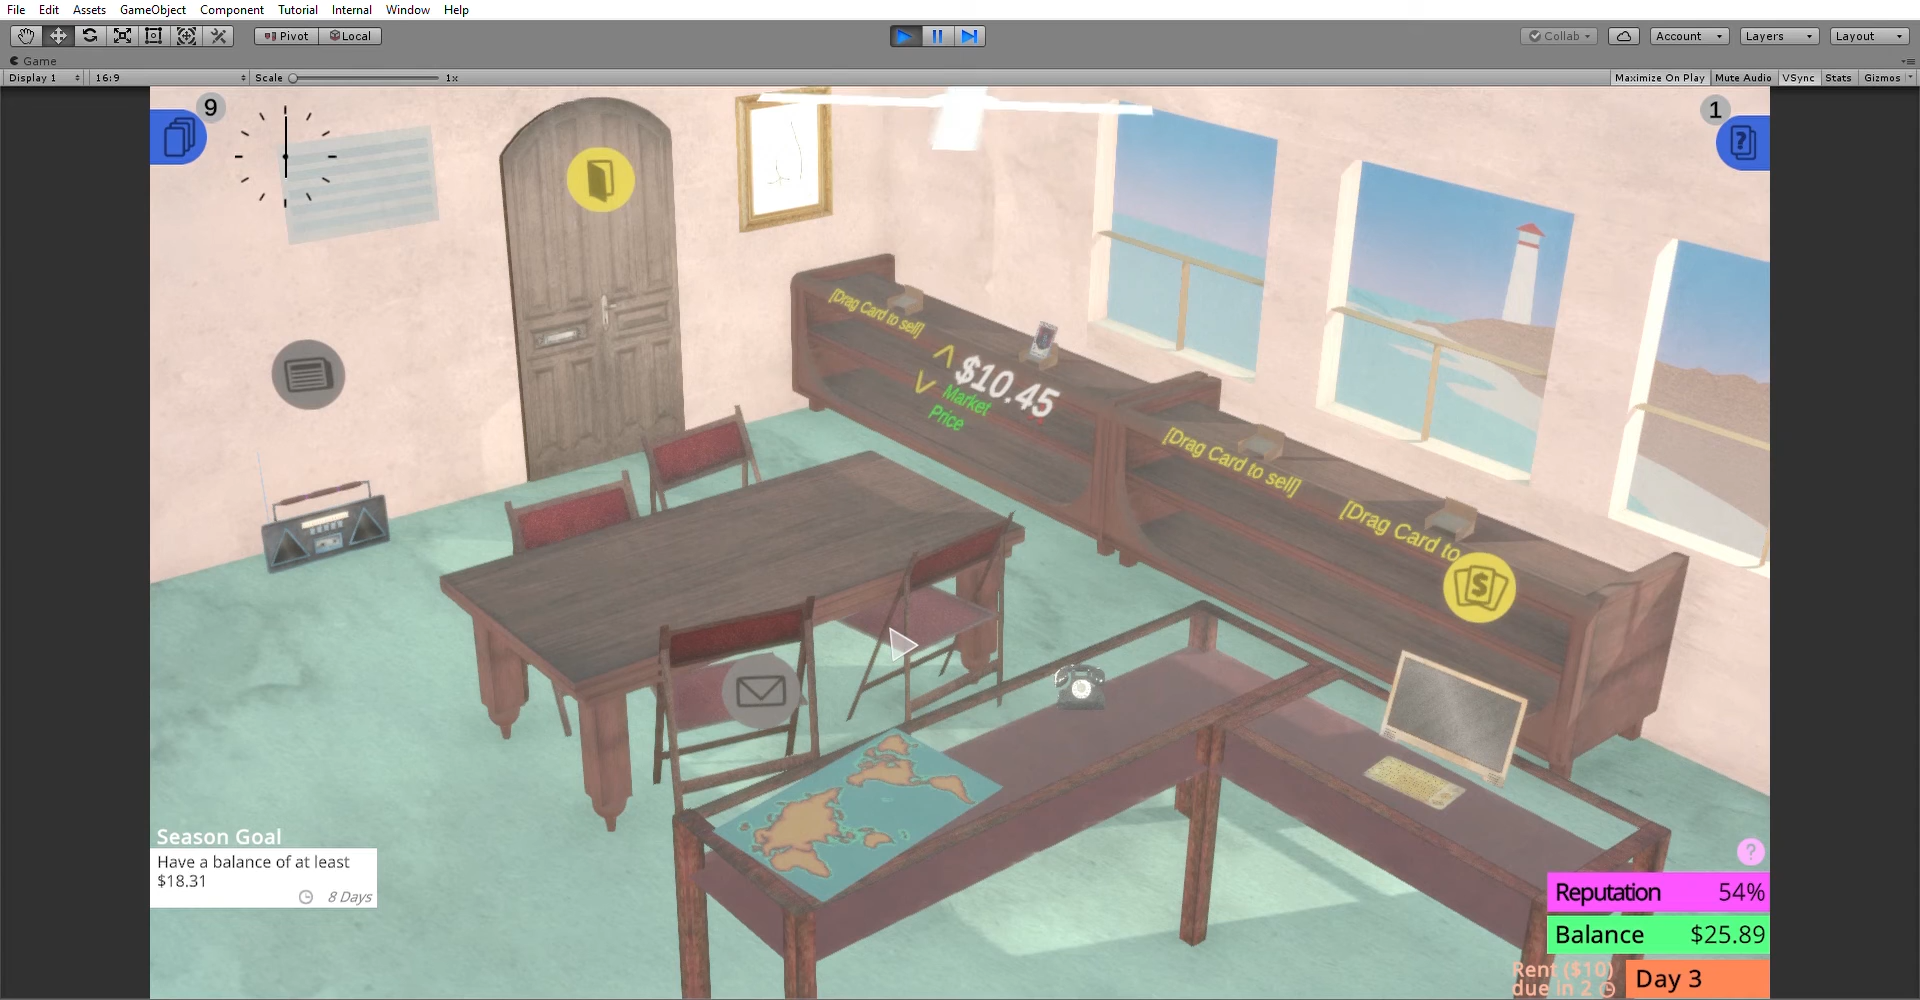 File Edit Assets GameObject Component Tutorial Internal Window Help
Pivot Local Collab Account Layers Layout
Game
Display 1 16:9 Scale 1x Maximize On Play Mute Audio VSync Stats Gizmos
9
1
?
[Drag Card to sell]
$10.45
Market
Price
[Drag Card to sell]
[Drag Card to
$
Season Goal
Have a balance of at least
$18.31
8 Days
?
Reputation 54%
Balance $25.89
Rent ($10)
due in 2
Day 3